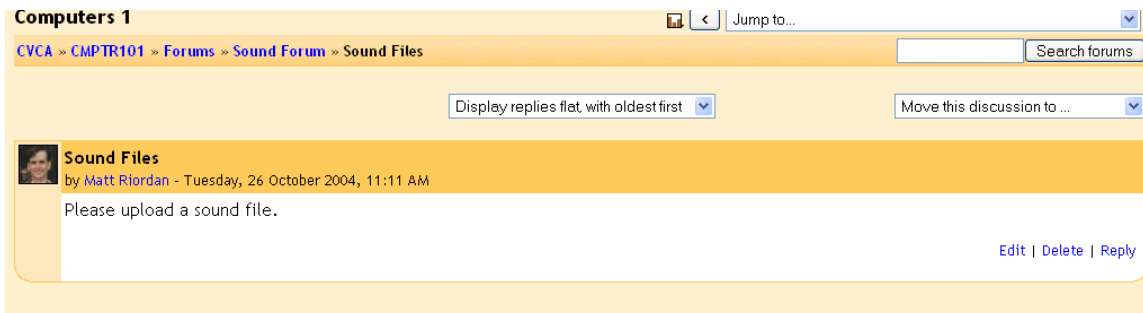 Computers 1
< Jump to...
CVCA » CMPTR101 » Forums » Sound Forum » Sound Files Search forums
Display replies flat, with oldest first Move this discussion to ...
Sound Files
by Matt Riordan - Tuesday, 26 October 2004, 11:11 AM
Please upload a sound file.
Edit | Delete | Reply